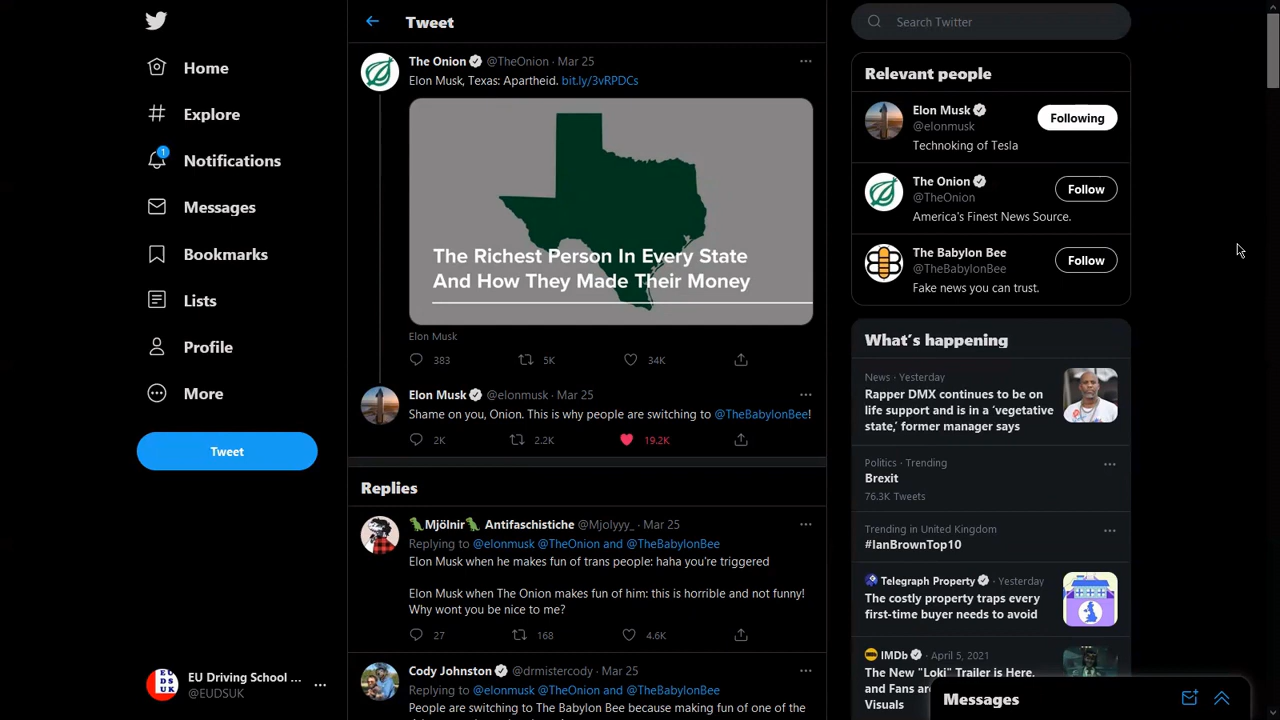 Home
Explore
1
Notifications
Messages
Bookmarks
Lists
Profile
More
Tweet
EU Driving School ...
@EUDSUK
Tweet
The Onion @TheOnion · Mar 25
Elon Musk, Texas: Apartheid. bit.ly/3vRPDCs
The Richest Person In Every State
And How They Made Their Money
Elon Musk
383 5K 34K
Elon Musk @elonmusk · Mar 25
Shame on you, Onion. This is why people are switching to @TheBabylonBee!
2K 2.2K 19.2K
Replies
🦖Mjölnir🦖 Antifaschistiche @Mjolyyy_ · Mar 25
Replying to @elonmusk @TheOnion and @TheBabylonBee
Elon Musk when he makes fun of trans people: haha you're triggered
Elon Musk when The Onion makes fun of him: this is horrible and not funny!
Why wont you be nice to me?
27 168 4.6K
Cody Johnston @drmistercody · Mar 25
Replying to @elonmusk @TheOnion and @TheBabylonBee
People are switching to The Babylon Bee because making fun of one of the
Search Twitter
Relevant people
Elon Musk
@elonmusk
Following
Technoking of Tesla
The Onion
@TheOnion
Follow
America's Finest News Source.
The Babylon Bee
@TheBabylonBee
Follow
Fake news you can trust.
What's happening
News · Yesterday
Rapper DMX continues to be on
life support and is in a 'vegetative
state,' former manager says
Politics · Trending
Brexit
76.3K Tweets
Trending in United Kingdom
#IanBrownTop10
Telegraph Property · Yesterday
The costly property traps every
first-time buyer needs to avoid
IMDb · April 5, 2021
The New "Loki" Trailer is Here,
and Fans are
Salutes
Messages